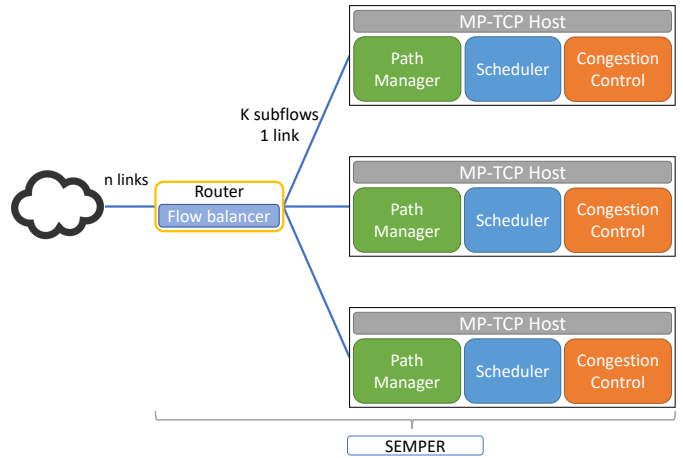 MP-TCP Host
Path
Manager
Scheduler
Congestion
Control
K subflows
1 link
n links
Router
Flow balancer
MP-TCP Host
Path
Manager
Scheduler
Congestion
Control
MP-TCP Host
Path
Manager
Scheduler
Congestion
Control
SEMPER